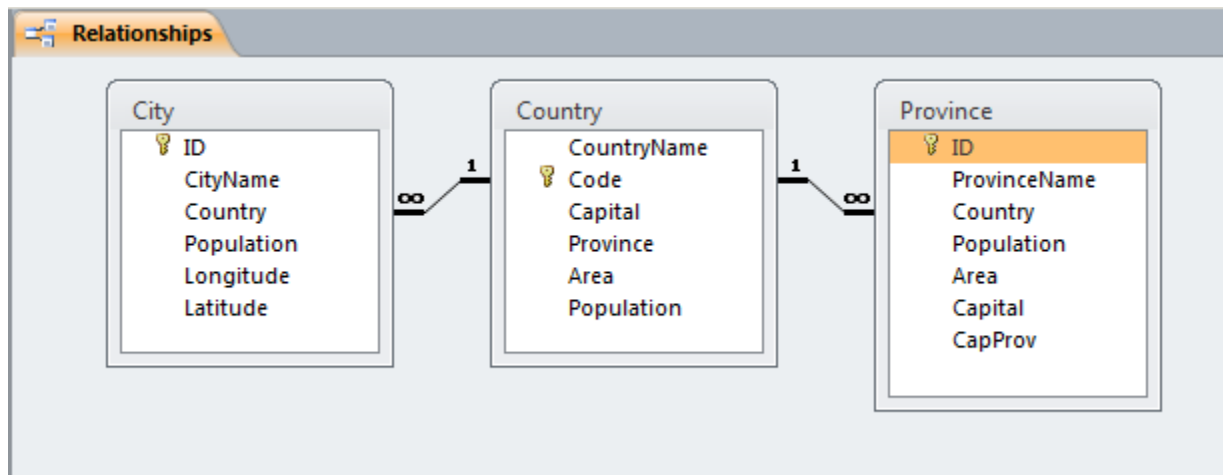 Relationships
City
ID
CityName
Country
Population
Longitude
Latitude
∞
1
Country
CountryName
Code
Capital
Province
Area
Population
1
∞
Province
ID
ProvinceName
Country
Population
Area
Capital
CapProv